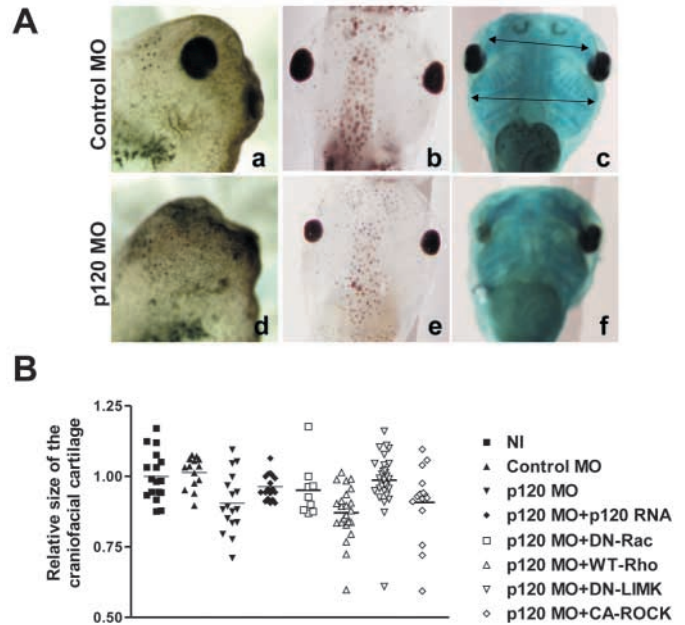 A
Control MO
a
b
c
p120 MO
d
e
f
B
Relative size of the
craniofacial cartilage
1.25
1.00
0.75
0.50
NI
Control MO
p120 MO
p120 MO+p120 RNA
p120 MO+DN-Rac
p120 MO+WT-Rho
p120 MO+DN-LIMK
p120 MO+CA-ROCK